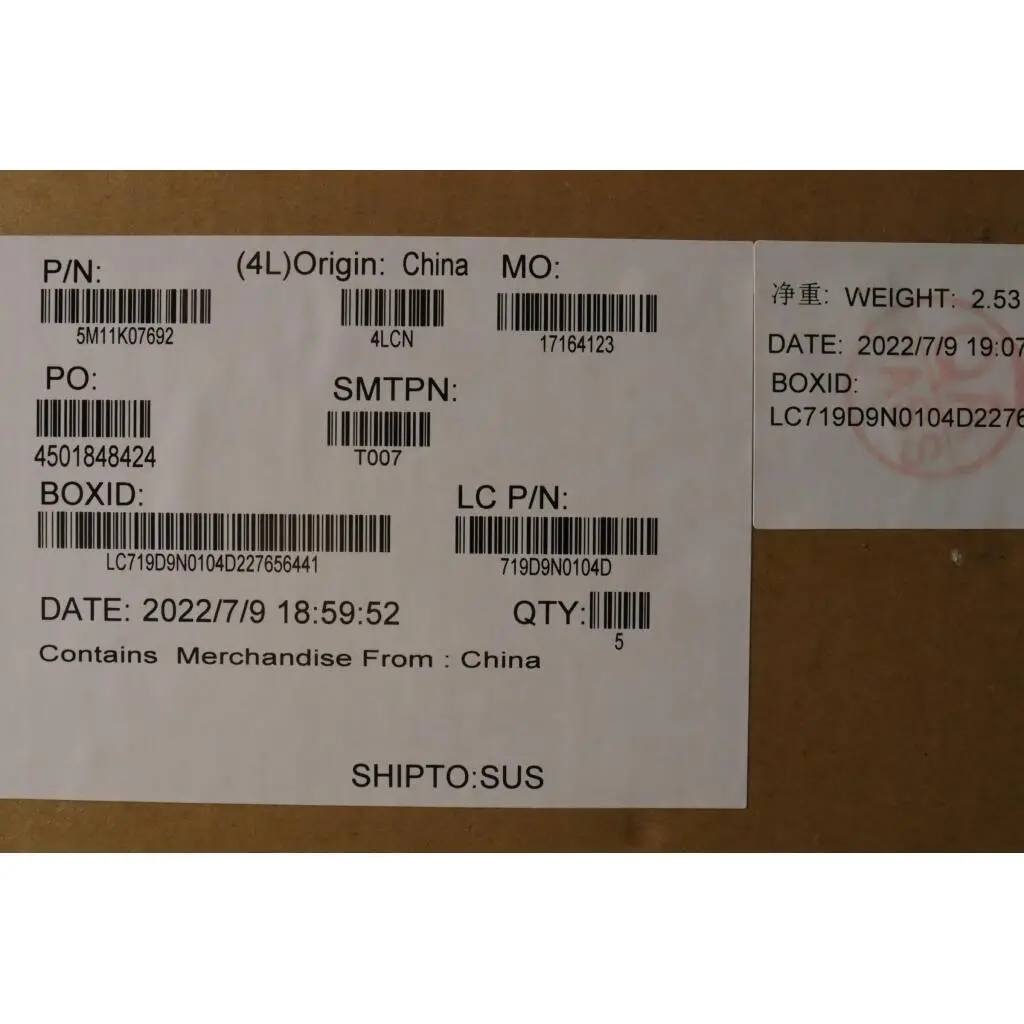 P/N:
(4L)Origin: China
MO:
5M11K07692
4LCN
17164123
PO:
SMTPN:
4501848424
T007
BOXID:
LC P/N:
LC719D9N0104D227656441
719D9N0104D
DATE: 2022/7/9 18:59:52
QTY:
5
Contains Merchandise From : China
SHIPTO:SUS
净重: WEIGHT: 2.53
DATE: 2022/7/9 19:07
BOXID:
LC719D9N0104D2276